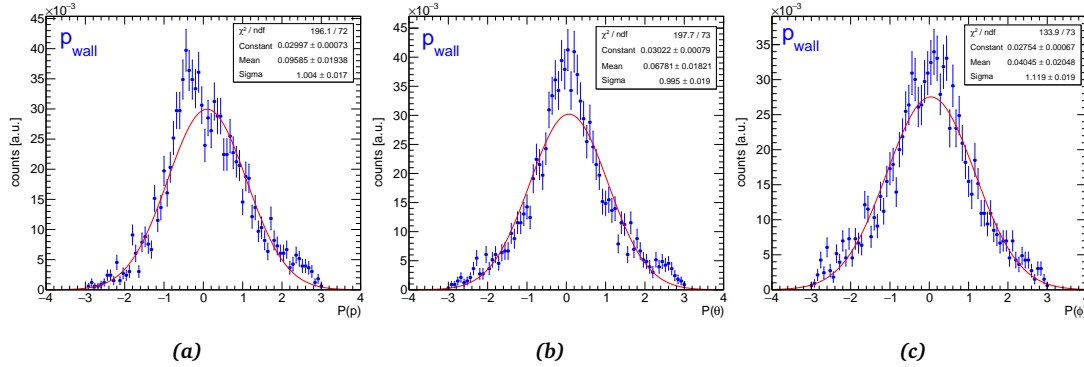 ×10⁻³
45
40
35
30
25
20
15
10
5
0
counts [a.u.]
p_wall
χ² / ndf 196.1 / 72
Constant 0.02997 ± 0.00073
Mean 0.09585 ± 0.01938
Sigma 1.004 ± 0.017
−4 −3 −2 −1 0 1 2 3 4
P(p)
(a)
×10⁻³
45
40
35
30
25
20
15
10
5
0
counts [a.u.]
p_wall
χ² / ndf 197.7 / 73
Constant 0.03022 ± 0.00079
Mean 0.06781 ± 0.01821
Sigma 0.995 ± 0.019
−4 −3 −2 −1 0 1 2 3 4
P(θ)
(b)
×10⁻³
35
30
25
20
15
10
5
0
counts [a.u.]
p_wall
χ² / ndf 133.9 / 73
Constant 0.02754 ± 0.00067
Mean 0.04045 ± 0.02048
Sigma 1.119 ± 0.019
−4 −3 −2 −1 0 1 2 3 4
P(ϕ)
(c)